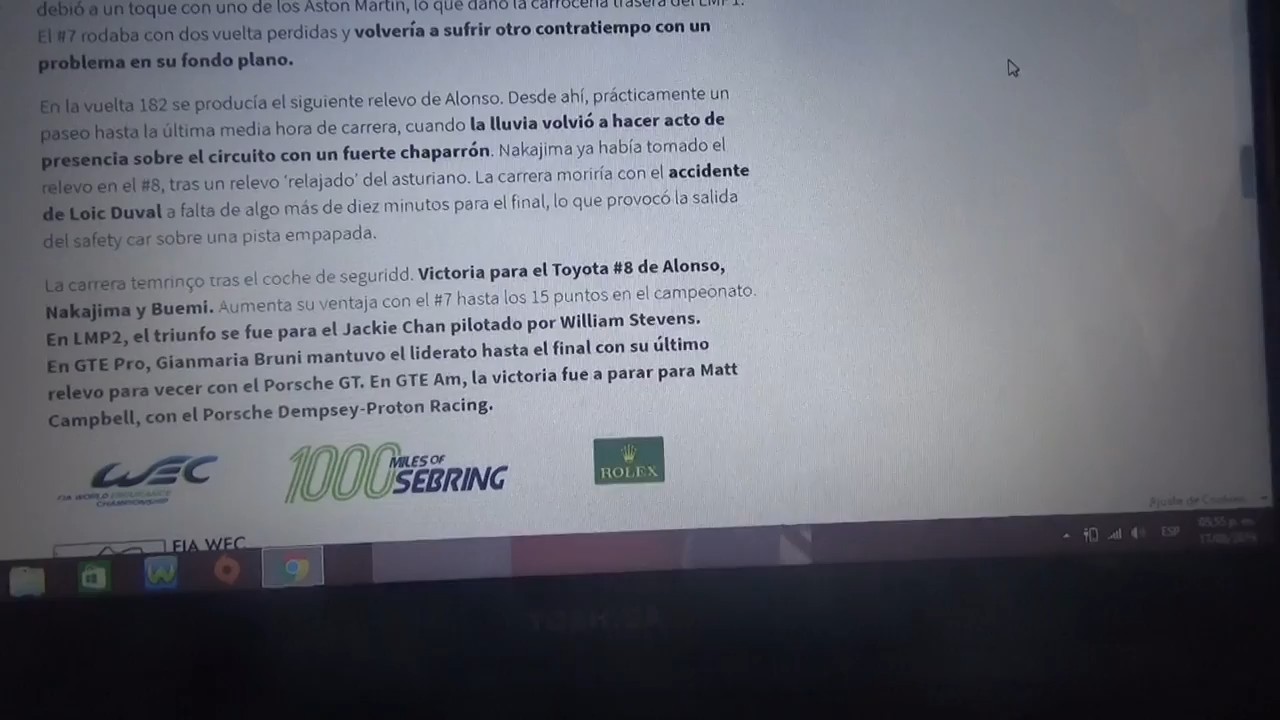 debió a un toque con uno de los Aston Martin, lo que dañó la carrocería trasera del LMP1.
El #7 rodaba con dos vuelta perdidas y volvería a sufrir otro contratiempo con un
problema en su fondo plano.
En la vuelta 182 se producía el siguiente relevo de Alonso. Desde ahí, prácticamente un
paseo hasta la última media hora de carrera, cuando la lluvia volvió a hacer acto de
presencia sobre el circuito con un fuerte chaparrón. Nakajima ya había tomado el
relevo en el #8, tras un relevo 'relajado' del asturiano. La carrera moriría con el accidente
de Loic Duval a falta de algo más de diez minutos para el final, lo que provocó la salida
del safety car sobre una pista empapada.
La carrera temrinço tras el coche de seguridd. Victoria para el Toyota #8 de Alonso,
Nakajima y Buemi. Aumenta su ventaja con el #7 hasta los 15 puntos en el campeonato.
En LMP2, el triunfo se fue para el Jackie Chan pilotado por William Stevens.
En GTE Pro, Gianmaria Bruni mantuvo el liderato hasta el final con su último
relevo para vecer con el Porsche GT. En GTE Am, la victoria fue a parar para Matt
Campbell, con el Porsche Dempsey-Proton Racing.
WEC
FIA WORLD ENDURANCE
CHAMPIONSHIP
1000 MILES OF
SEBRING
ROLEX
FIA WEC
ESP
TOSHIBA